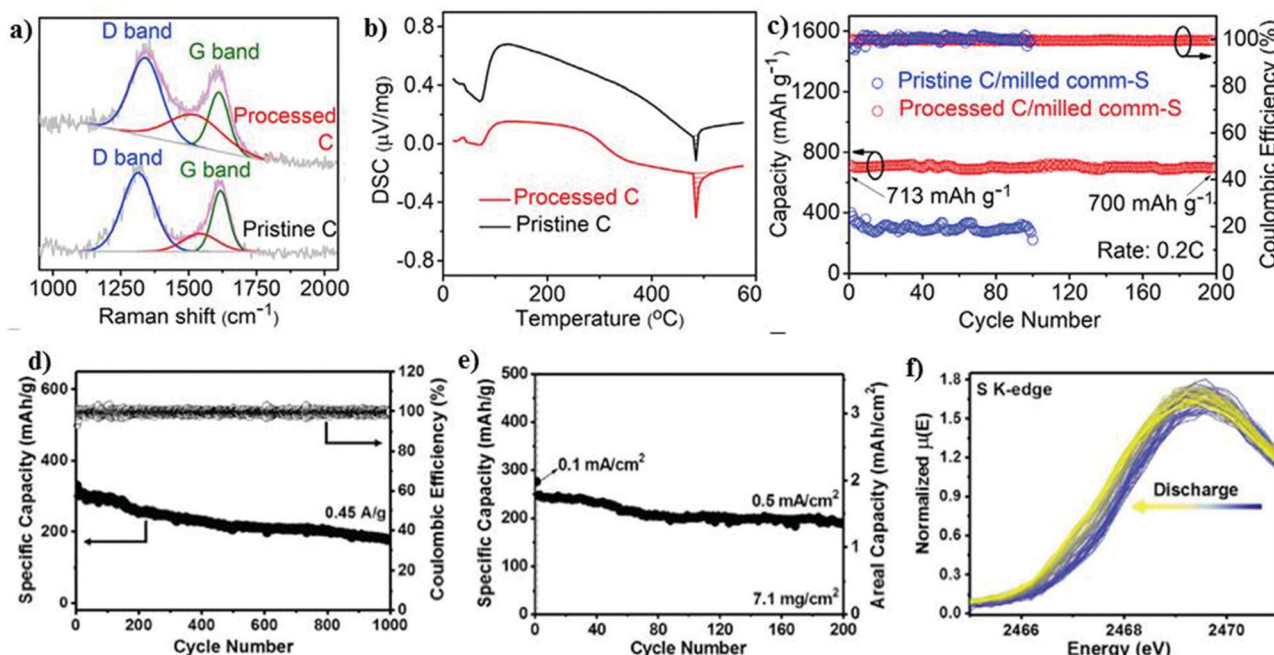 a)
D band
G band
Processed
C
D band
G band
Pristine C
1000 1250 1500 1750 2000
Raman shift (cm⁻¹)
b)
DSC (μV/mg)
0.8
0.4
0.0
-0.4
-0.8
Processed C
Pristine C
0 200 400 60
Temperature (°C)
c)
Capacity (mAh g⁻¹)
1600
1200
800
400
0
Pristine C/milled comm-S
Processed C/milled comm-S
713 mAh g⁻¹
700 mAh g⁻¹
Rate: 0.2C
0 40 80 120 160 200
Cycle Number
100
80
60
40
20
0
Coulombic Efficiency (%)
d)
Specific Capacity (mAh/g)
600
400
200
0
0.45 A/g
0 200 400 600 800 1000
Cycle Number
120
100
80
60
40
20
0
Coulombic Efficiency (%)
e)
Specific Capacity (mAh/g)
500
400
300
200
100
0
0.1 mA/cm²
0.5 mA/cm²
7.1 mg/cm²
0 40 80 120 160 200
Cycle Number
3
2
1
0
Areal Capacity (mAh/cm²)
f)
S K-edge
Normalized μ(E)
1.8
1.5
1.2
0.9
0.6
0.3
0.0
Discharge
2466 2468 2470
Energy (eV)